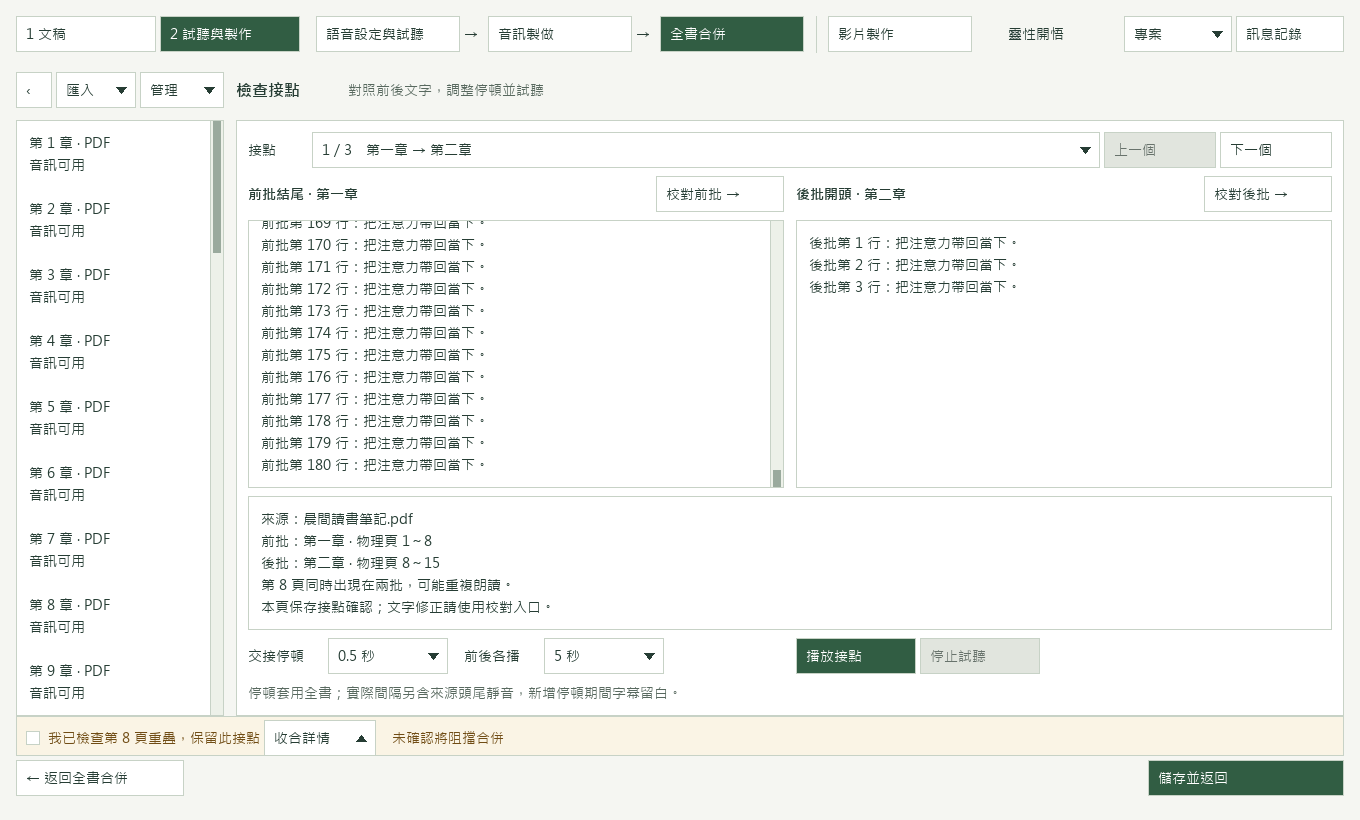 1 文稿
2 試聽與製作
語音設定與試聽
→
音訊製做
→
全書合併
影片製作
靈性開悟
專案
訊息記錄
‹
匯入
管理
檢查接點
對照前後文字，調整停頓並試聽
第 1 章 · PDF
音訊可用
第 2 章 · PDF
音訊可用
第 3 章 · PDF
音訊可用
第 4 章 · PDF
音訊可用
第 5 章 · PDF
音訊可用
第 6 章 · PDF
音訊可用
第 7 章 · PDF
音訊可用
第 8 章 · PDF
音訊可用
第 9 章 · PDF
音訊可用
接點
1 / 3　第一章 → 第二章
上一個
下一個
前批結尾 · 第一章
校對前批 →
後批開頭 · 第二章
校對後批 →
前批第 169 行：把注意力帶回當下。
前批第 170 行：把注意力帶回當下。
前批第 171 行：把注意力帶回當下。
前批第 172 行：把注意力帶回當下。
前批第 173 行：把注意力帶回當下。
前批第 174 行：把注意力帶回當下。
前批第 175 行：把注意力帶回當下。
前批第 176 行：把注意力帶回當下。
前批第 177 行：把注意力帶回當下。
前批第 178 行：把注意力帶回當下。
前批第 179 行：把注意力帶回當下。
前批第 180 行：把注意力帶回當下。
後批第 1 行：把注意力帶回當下。
後批第 2 行：把注意力帶回當下。
後批第 3 行：把注意力帶回當下。
來源：晨間讀書筆記.pdf
前批：第一章 · 物理頁 1～8
後批：第二章 · 物理頁 8～15
第 8 頁同時出現在兩批，可能重複朗讀。
本頁保存接點確認；文字修正請使用校對入口。
交接停頓
0.5 秒
前後各播
5 秒
播放接點
停止試聽
停頓套用全書；實際間隔另含來源頭尾靜音，新增停頓期間字幕留白。
我已檢查第 8 頁重疊，保留此接點
收合詳情
未確認將阻擋合併
← 返回全書合併
儲存並返回